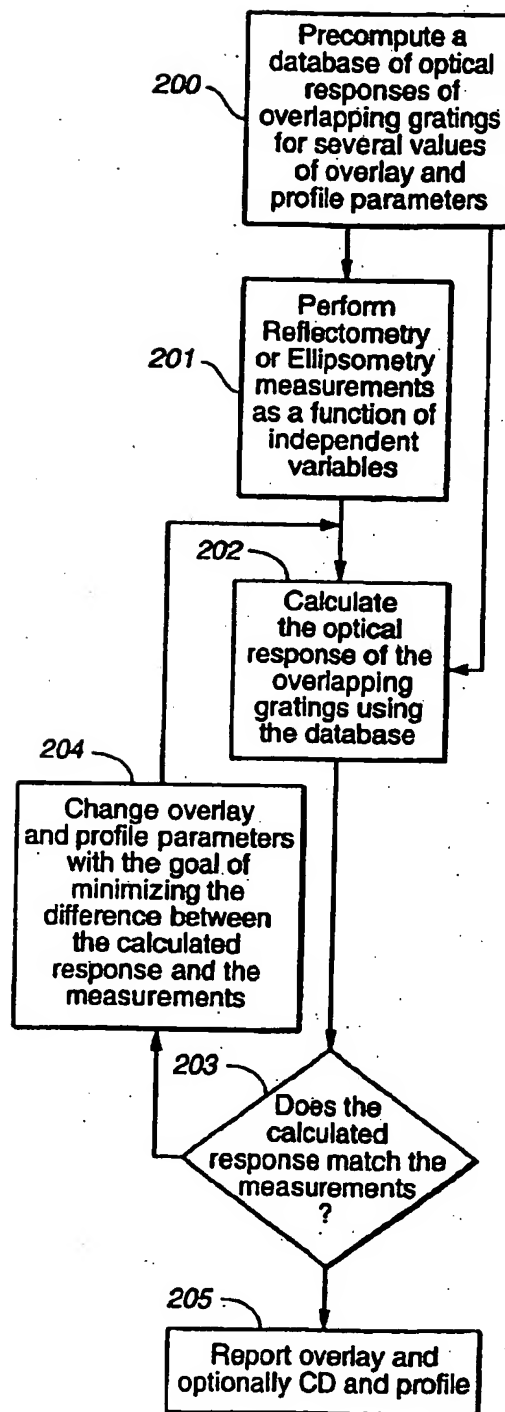 200
Precompute a
database of optical
responses of
overlapping gratings
for several values
of overlay and
profile parameters
201
Perform
Reflectometry
or Ellipsometry
measurements
as a function of
independent
variables
202
Calculate
the optical
response of the
overlapping
gratings using
the database
204
Change overlay
and profile parameters
with the goal of
minimizing the
difference between
the calculated
response and the
measurements
203
Does the
calculated
response match the
measurements
?
205
Report overlay and
optionally CD and profile